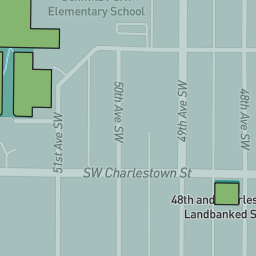 Elementary School
50th Ave SW
49th Ave SW
48th Ave SW
51st Ave SW
SW Charlestown St
48th and
Landbanked